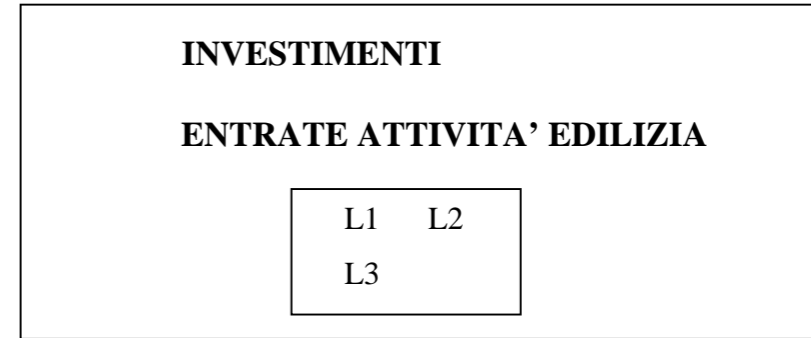 INVESTIMENTI
ENTRATE ATTIVITA’ EDILIZIA
L1 L2
L3